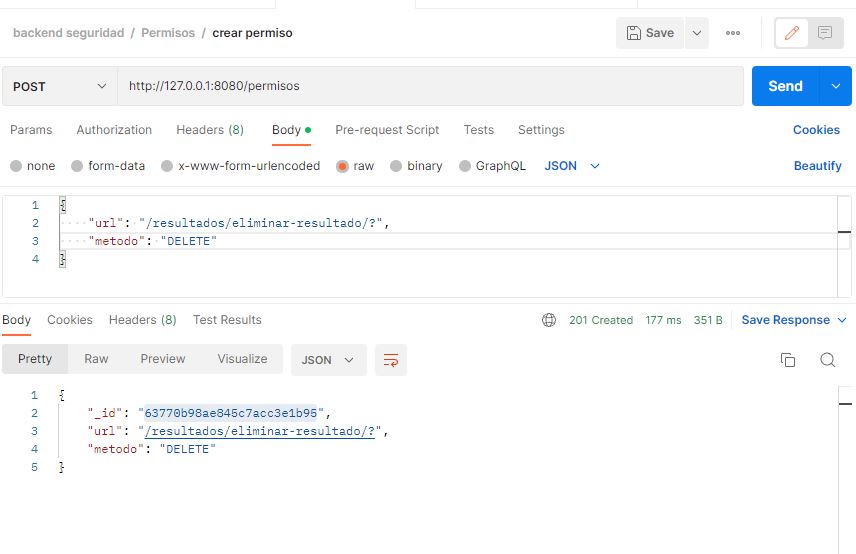 backend seguridad / Permisos / crear permiso Save
POST http://127.0.0.1:8080/permisos Send
Params Authorization Headers (8) Body Pre-request Script Tests Settings Cookies
none form-data x-www-form-urlencoded raw binary GraphQL JSON Beautify
1 {
2 "url": "/resultados/eliminar-resultado/?",
3 "metodo": "DELETE"
4 }
Body Cookies Headers (8) Test Results 201 Created 177 ms 351 B Save Response
Pretty Raw Preview Visualize JSON
1 {
2 "_id": "63770b98ae845c7acc3e1b95",
3 "url": "/resultados/eliminar-resultado/?",
4 "metodo": "DELETE"
5 }